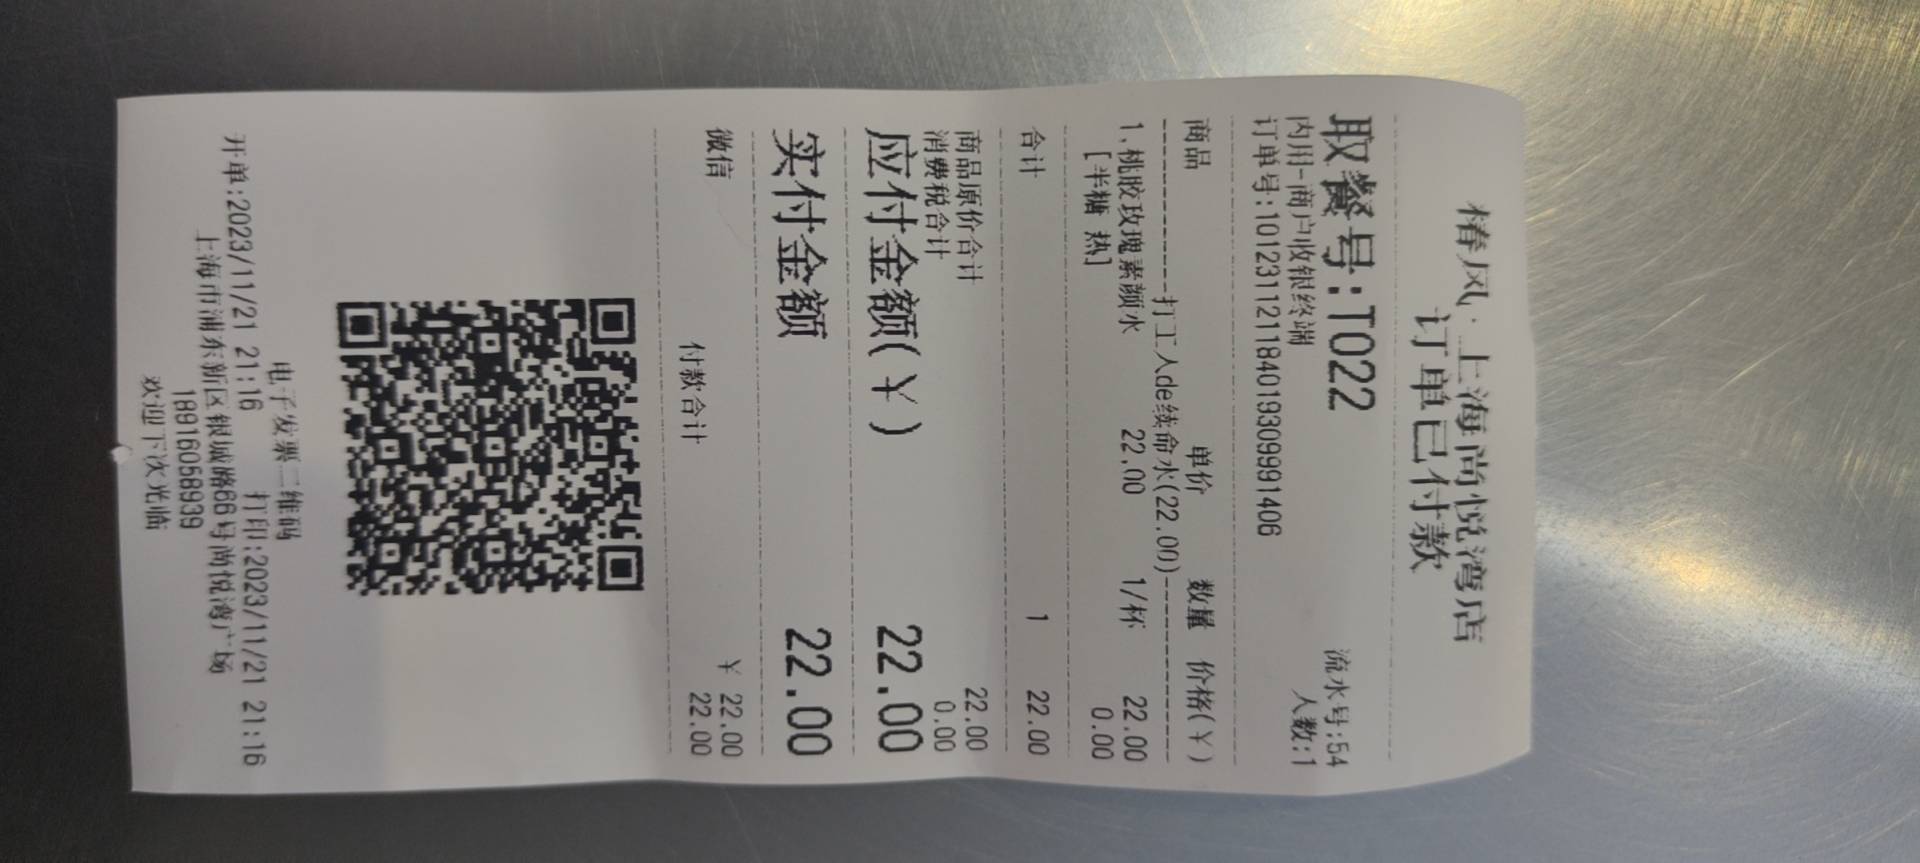 椿风·上海尚悦湾店
订单已付款
取餐号:T022 流水号:54
内用-商户收银终端 人数:1
订单号:101231121184019309991406
商品 单价 数量 价格(¥)
--------打工人de续命水(22.00)--------
1.桃胶玫瑰素颜水 22.00 1/杯 22.00
[半糖 热] 0.00
合计 1 22.00
商品原价合计 22.00
消费税合计 0.00
应付金额(¥) 22.00
实付金额 22.00
微信 ¥ 22.00
付款合计 22.00
电子发票二维码
开单:2023/11/21 21:16 打印:2023/11/21 21:16
上海市浦东新区银城路66号尚悦湾广场
18916058939
欢迎下次光临